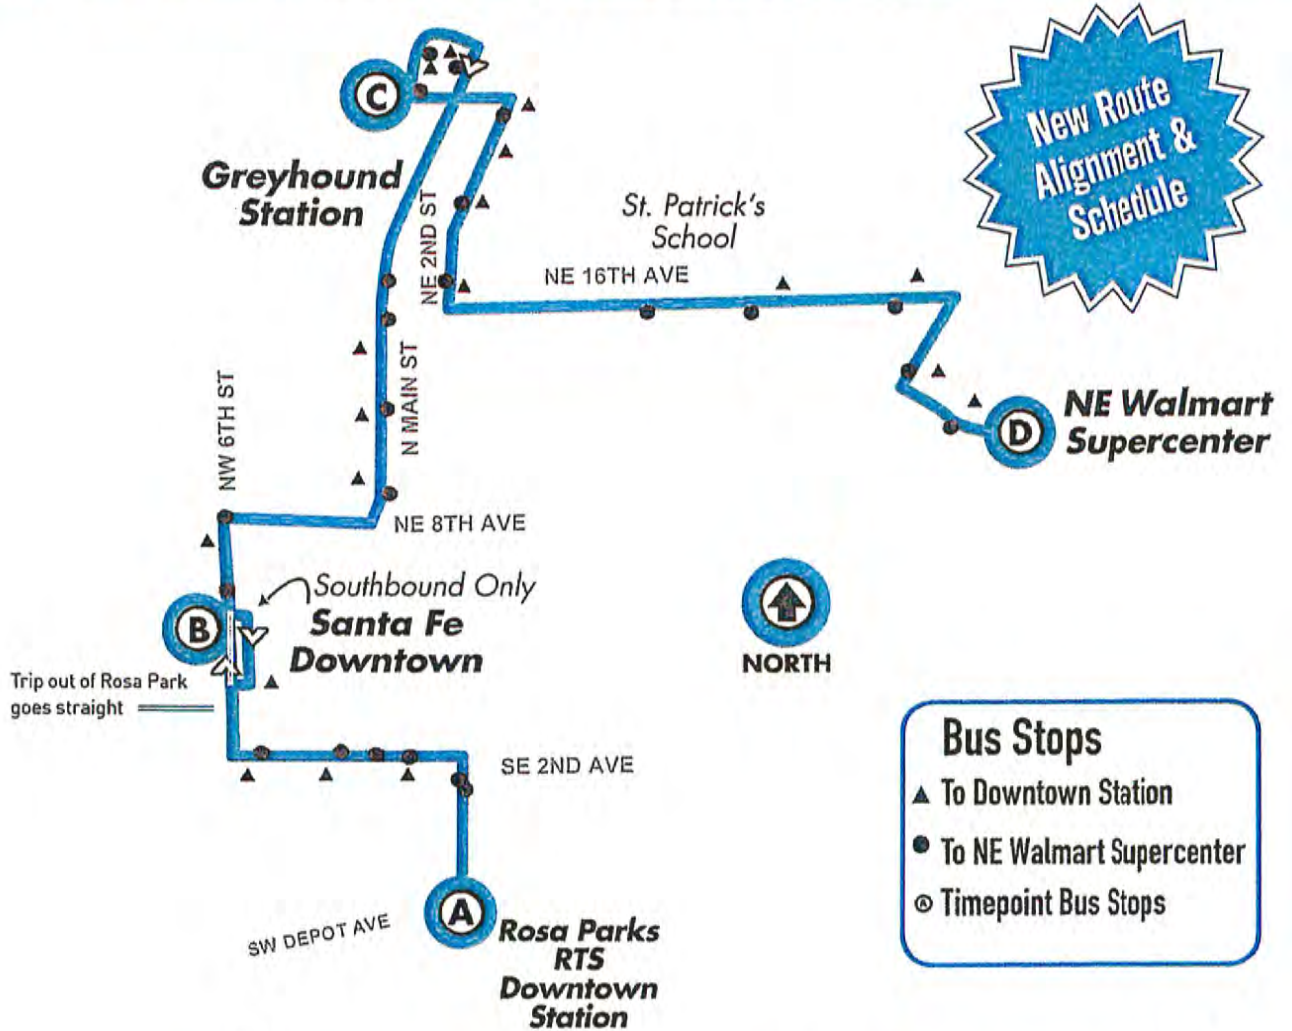 New Route
Alignment &
Schedule
C
Greyhound
Station
NE 2ND ST
St. Patrick's
School
NE 16TH AVE
N MAIN ST
NW 6TH ST
D
NE Walmart
Supercenter
NE 8TH AVE
Southbound Only
B
Santa Fe
Downtown
Trip out of Rosa Park
goes straight
NORTH
SE 2ND AVE
A
SW DEPOT AVE
Rosa Parks
RTS
Downtown
Station
Bus Stops
To Downtown Station
To NE Walmart Supercenter
A Timepoint Bus Stops